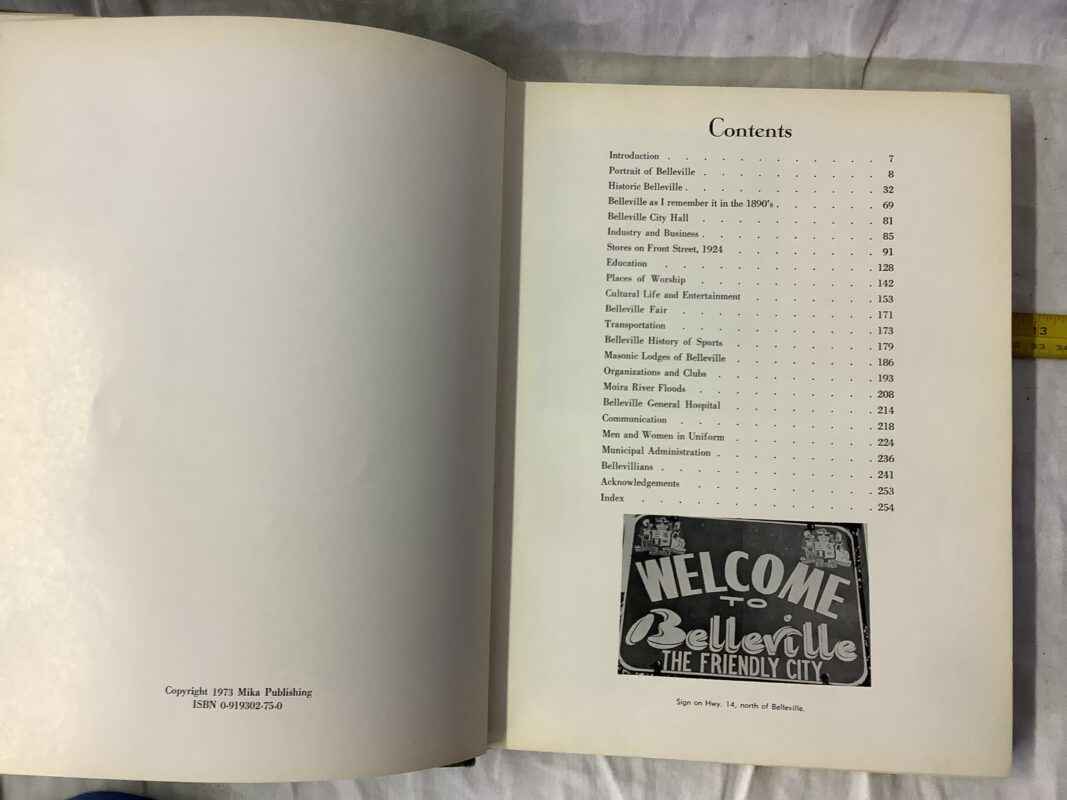 Copyright 1973 Mika Publishing
ISBN 0-919302-75-0
Contents
Introduction . . . . . . . . . . . . 7
Portrait of Belleville . . . . . . . . . . 8
Historic Belleville . . . . . . . . . . . 32
Belleville as I remember it in the 1890's . . . . . . 69
Belleville City Hall . . . . . . . . . . 81
Industry and Business . . . . . . . . . . 85
Stores on Front Street, 1924 . . . . . . . 91
Education . . . . . . . . . . . . 128
Places of Worship . . . . . . . . . . 142
Cultural Life and Entertainment . . . . . . . 153
Belleville Fair . . . . . . . . . . . 171
Transportation . . . . . . . . . . . 173
Belleville History of Sports . . . . . . . . 179
Masonic Lodges of Belleville . . . . . . . . 186
Organizations and Clubs . . . . . . . . . 193
Moira River Floods . . . . . . . . . . 208
Belleville General Hospital . . . . . . . . 214
Communication . . . . . . . . . . . 218
Men and Women in Uniform . . . . . . . . 224
Municipal Administration . . . . . . . . . 236
Bellevillians . . . . . . . . . . . . 241
Acknowledgements . . . . . . . . . . 253
Index . . . . . . . . . . . . . 254
WELCOME
TO
Belleville
THE FRIENDLY CITY
Sign on Hwy. 14, north of Belleville.
13
33 34